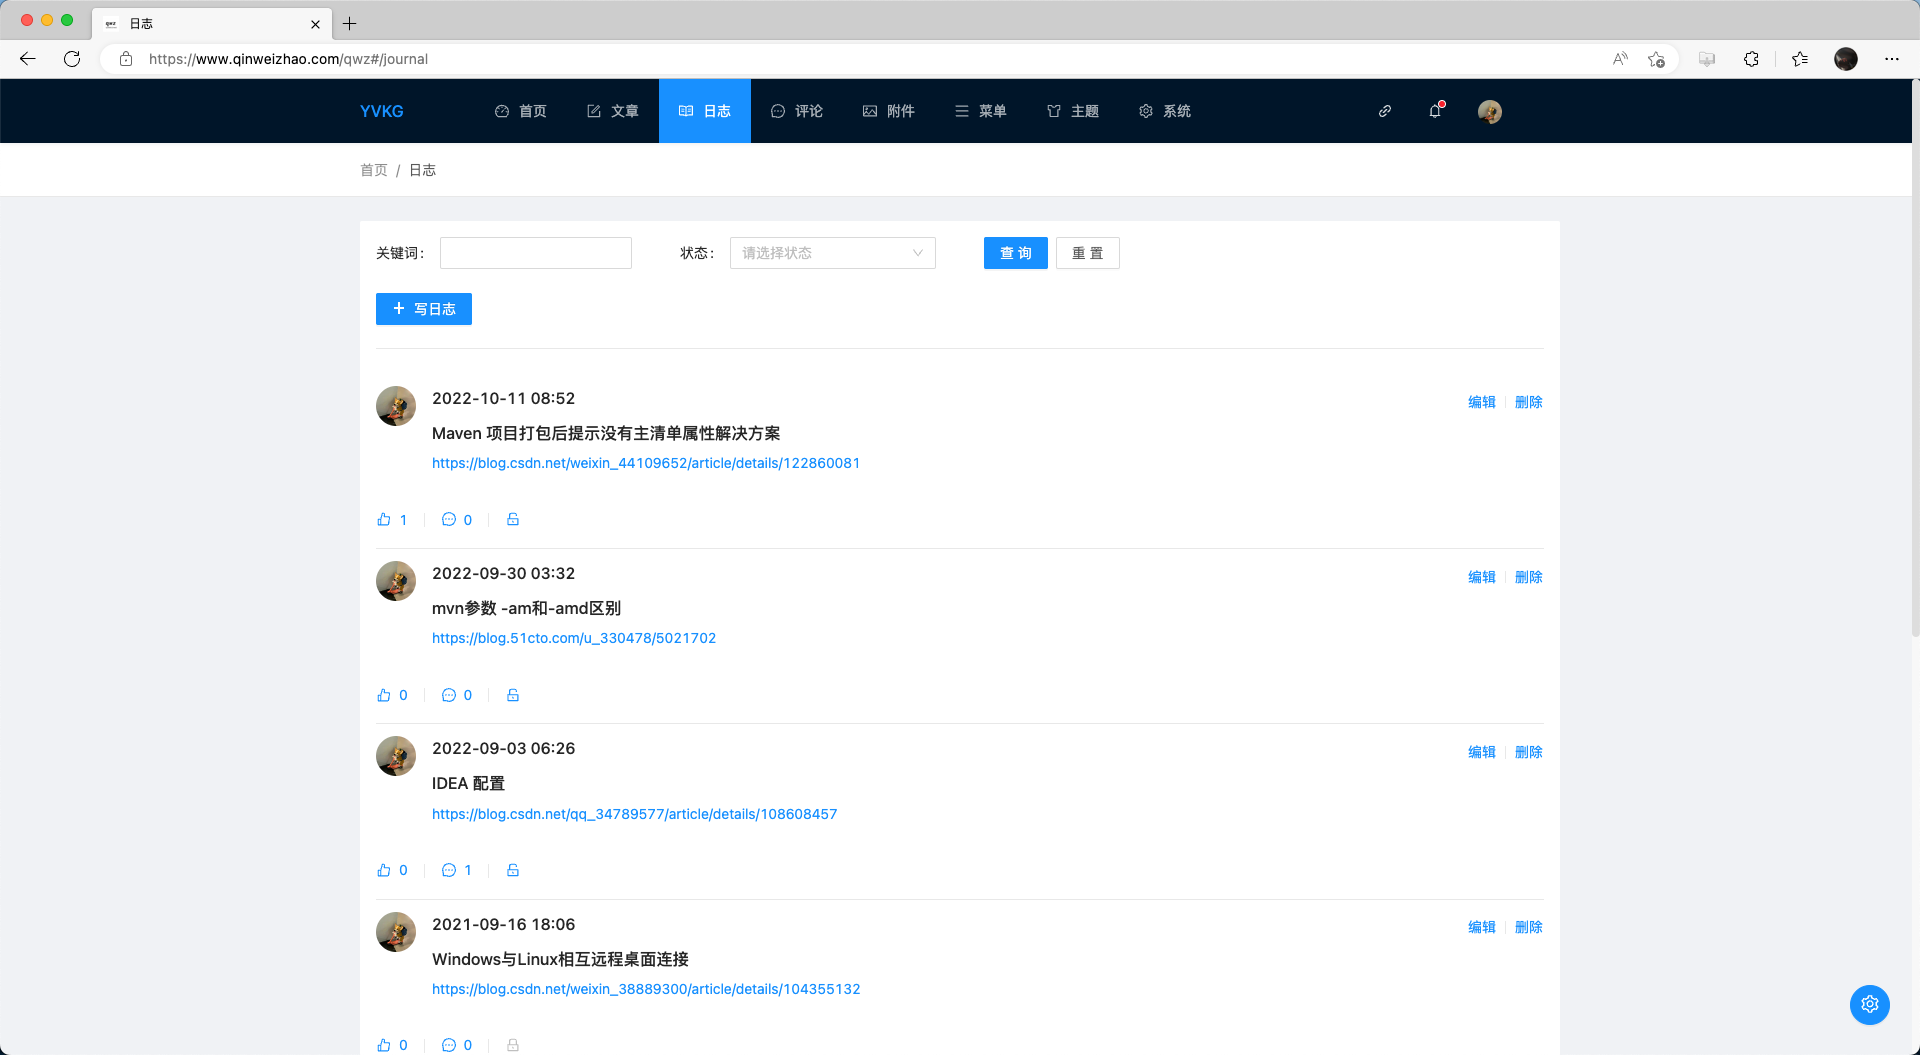 日志
https://www.qinweizhao.com/qwz#/journal
YVKG 首页 文章 日志 评论 附件 菜单 主题 系统
首页 / 日志
关键词： 状态： 请选择状态 查 询 重 置
写日志
2022-10-11 08:52 编辑 删除
Maven 项目打包后提示没有主清单属性解决方案
https://blog.csdn.net/weixin_44109652/article/details/122860081
1 0
2022-09-30 03:32 编辑 删除
mvn参数 -am和-amd区别
https://blog.51cto.com/u_330478/5021702
0 0
2022-09-03 06:26 编辑 删除
IDEA 配置
https://blog.csdn.net/qq_34789577/article/details/108608457
0 1
2021-09-16 18:06 编辑 删除
Windows与Linux相互远程桌面连接
https://blog.csdn.net/weixin_38889300/article/details/104355132
0 0